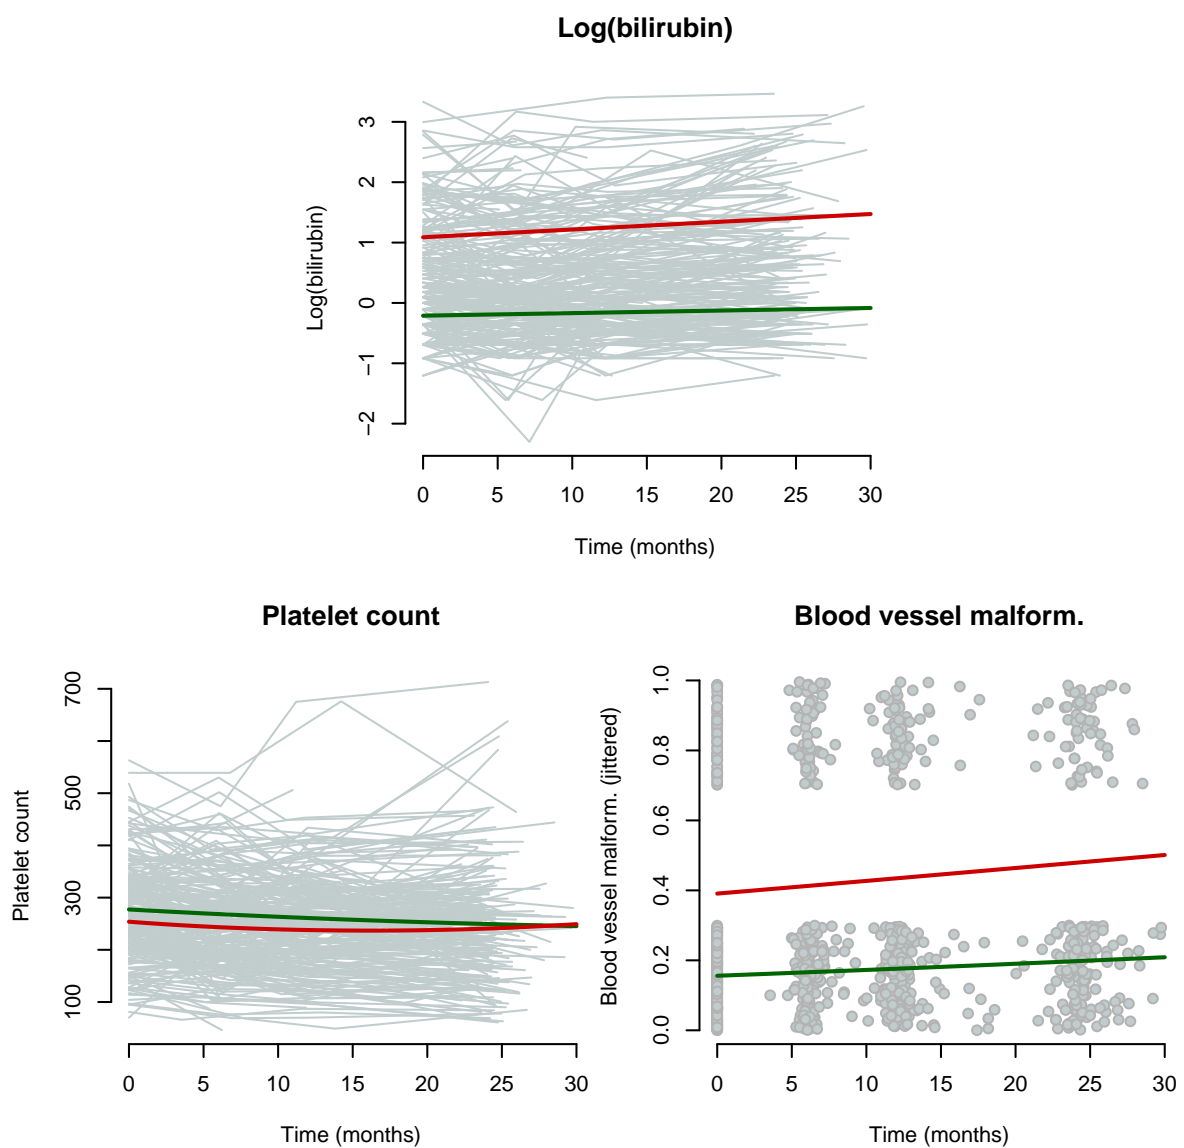 Log(bilirubin)
Log(bilirubin)
3
2
1
0
−1
−2
0 5 10 15 20 25 30
Time (months)
Platelet count
Platelet count
700
500
300
100
0 5 10 15 20 25 30
Time (months)
Blood vessel malform.
Blood vessel malform. (jittered)
1.0
0.8
0.6
0.4
0.2
0.0
0 5 10 15 20 25 30
Time (months)